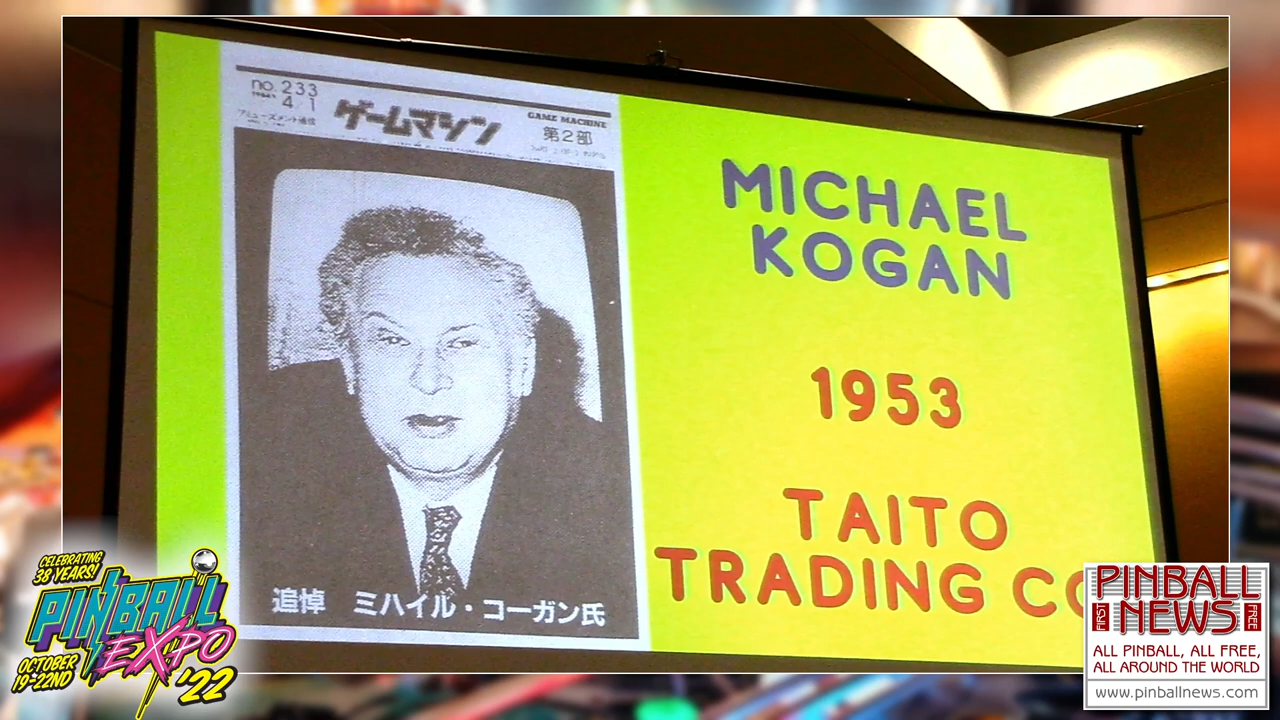 no. 233
4/1
アミューズメント通信
ゲームマシン
GAME MACHINE
第2部
追悼 ミハイル・コーガン氏
MICHAEL
KOGAN
1953
TAITO
TRADING CO
CELEBRATING
38 YEARS!
PINBALL
EXPO
OCTOBER
19-22ND
'22
PINBALL
FIRST NEWS FREE
ALL PINBALL, ALL FREE,
ALL AROUND THE WORLD
www.pinballnews.com